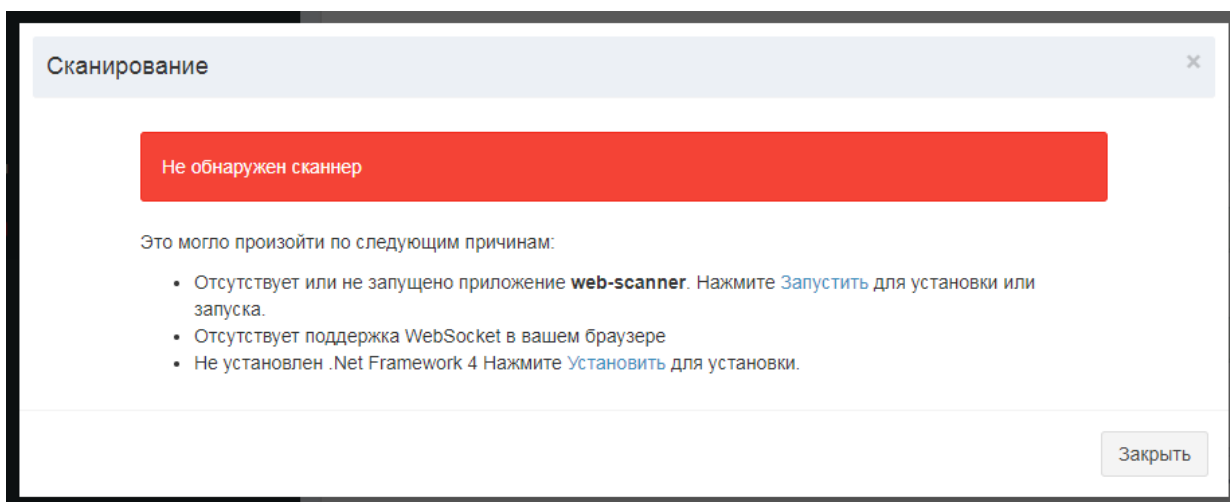 Сканирование
×
Не обнаружен сканнер
Это могло произойти по следующим причинам:
• Отсутствует или не запущено приложение web-scanner. Нажмите Запустить для установки или
запуска.
• Отсутствует поддержка WebSocket в вашем браузере
• Не установлен .Net Framework 4 Нажмите Установить для установки.
Закрыть